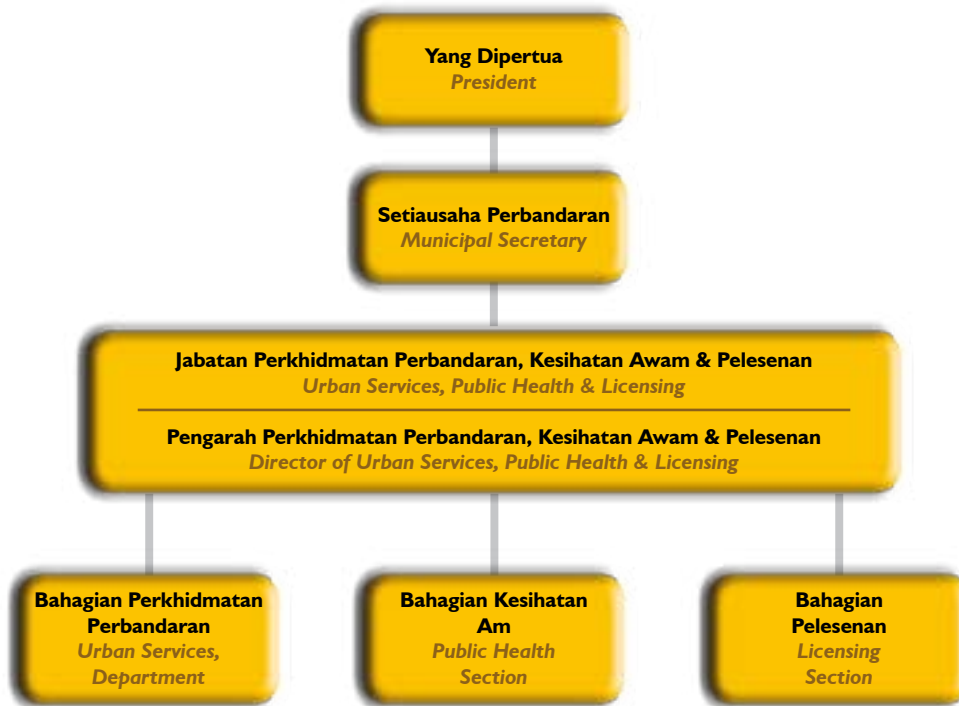 Yang Dipertua
President
Setiausaha Perbandaran
Municipal Secretary
Jabatan Perkhidmatan Perbandaran, Kesihatan Awam & Pelesenan
Urban Services, Public Health & Licensing
Pengarah Perkhidmatan Perbandaran, Kesihatan Awam & Pelesenan
Director of Urban Services, Public Health & Licensing
Bahagian Perkhidmatan
Perbandaran
Urban Services,
Department
Bahagian Kesihatan
Am
Public Health
Section
Bahagian
Pelesenan
Licensing
Section